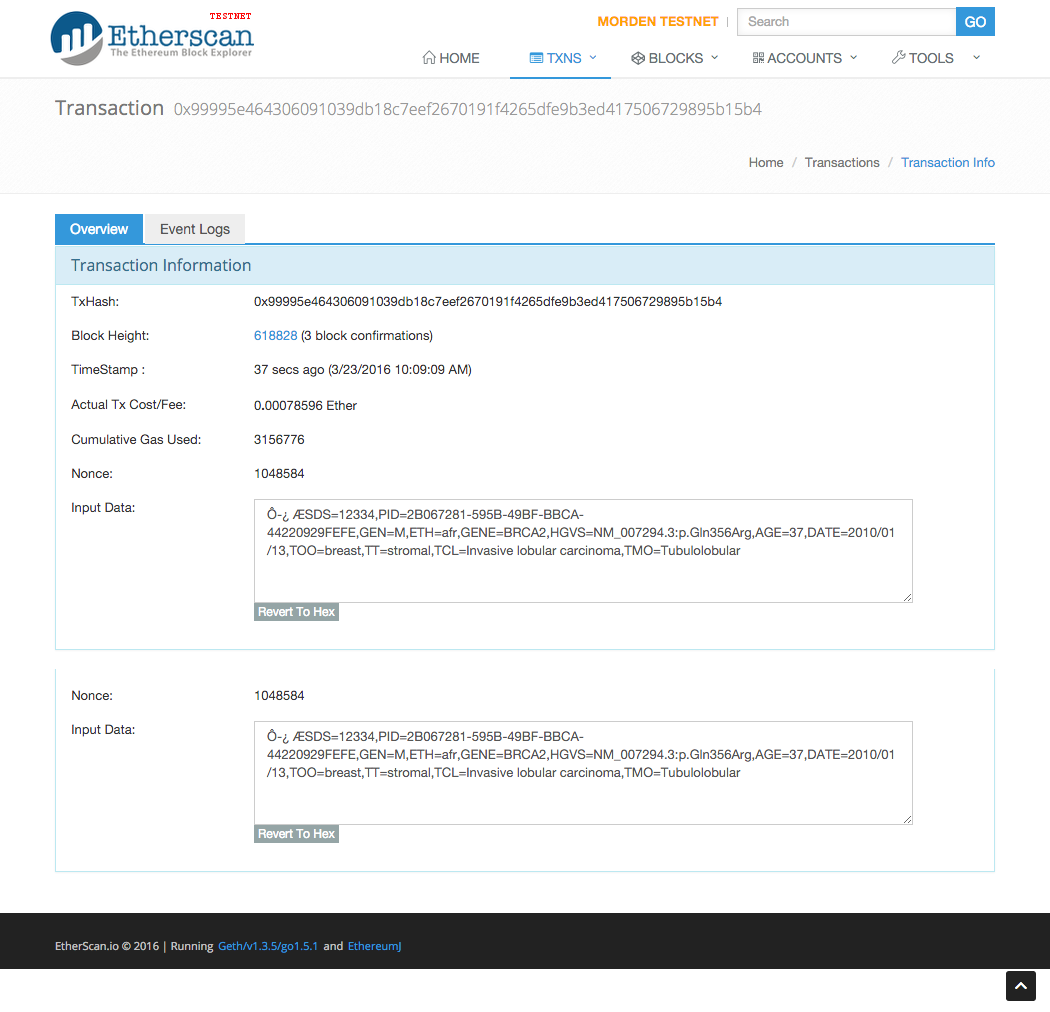 TESTNET
Etherscan
The Ethereum Block Explorer
MORDEN TESTNET | Search GO
HOME TXNS BLOCKS ACCOUNTS TOOLS
Transaction 0x99995e464306091039db18c7eef2670191f4265dfe9b3ed417506729895b15b4
Home / Transactions / Transaction Info
Overview Event Logs
Transaction Information
TxHash: 0x99995e464306091039db18c7eef2670191f4265dfe9b3ed417506729895b15b4
Block Height: 618828 (3 block confirmations)
TimeStamp : 37 secs ago (3/23/2016 10:09:09 AM)
Actual Tx Cost/Fee: 0.00078596 Ether
Cumulative Gas Used: 3156776
Nonce: 1048584
Input Data: Ô-¿ ÆSDS=12334,PID=2B067281-595B-49BF-BBCA-
44220929FEFE,GEN=M,ETH=afr,GENE=BRCA2,HGVS=NM_007294.3:p.Gln356Arg,AGE=37,DATE=2010/01
/13,TOO=breast,TT=stromal,TCL=Invasive lobular carcinoma,TMO=Tubulolobular
Revert To Hex
Nonce: 1048584
Input Data: Ô-¿ ÆSDS=12334,PID=2B067281-595B-49BF-BBCA-
44220929FEFE,GEN=M,ETH=afr,GENE=BRCA2,HGVS=NM_007294.3:p.Gln356Arg,AGE=37,DATE=2010/01
/13,TOO=breast,TT=stromal,TCL=Invasive lobular carcinoma,TMO=Tubulolobular
Revert To Hex
EtherScan.io © 2016 | Running Geth/v1.3.5/go1.5.1 and EthereumJ